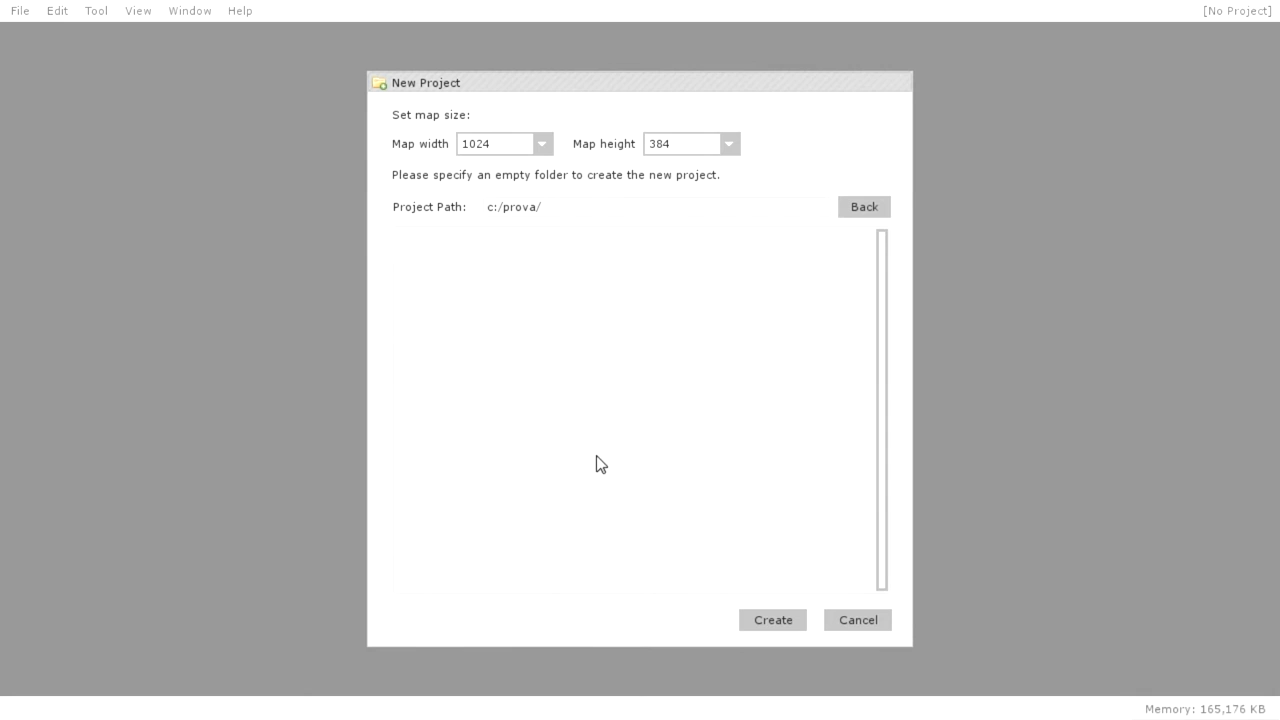 File Edit Tool View Window Help [No Project]
New Project
Set map size:
Map width 1024 Map height 384
Please specify an empty folder to create the new project.
Project Path: c:/prova/ Back
Create Cancel
Memory: 165,176 KB